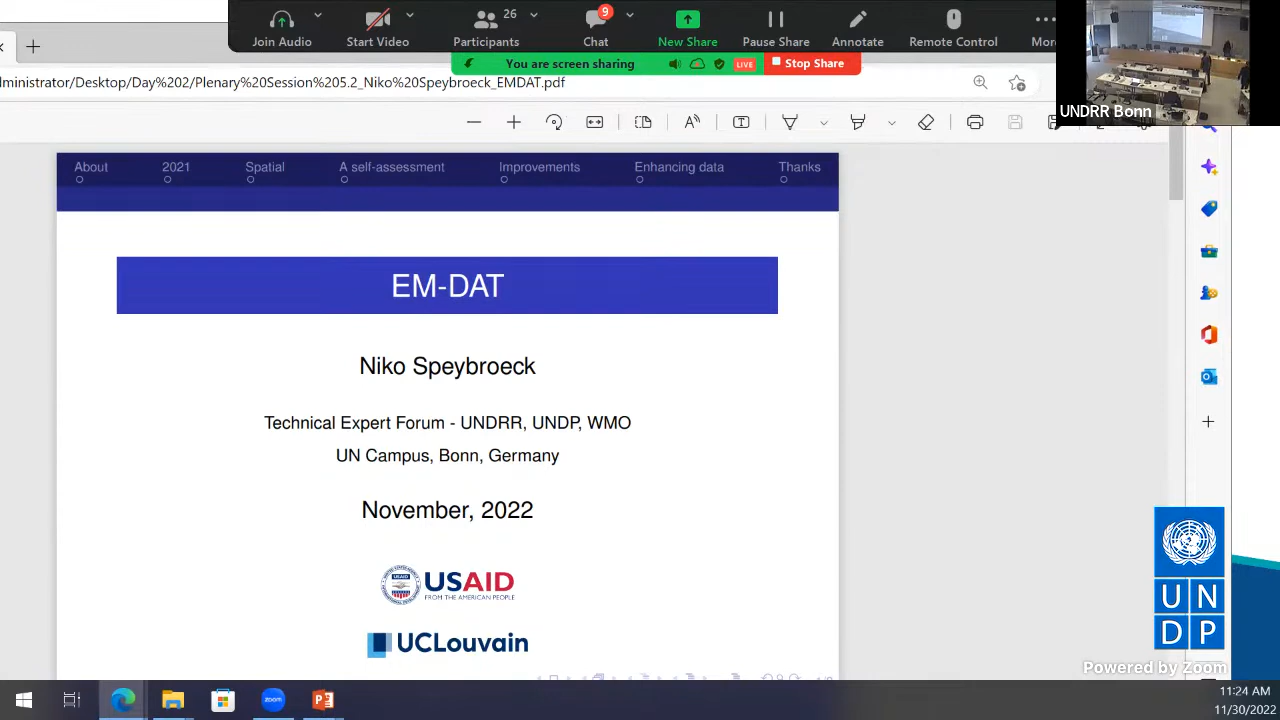 Join Audio
Start Video
26
Participants
9
Chat
New Share
Pause Share
Annotate
Remote Control
More
You are screen sharing
LIVE
Stop Share
UNDRR Bonn
ministrator/Desktop/Day%202/Plenary%20Session%205.2_Niko%20Speybroeck_EMDAT.pdf
About
2021
Spatial
A self-assessment
Improvements
Enhancing data
Thanks
EM-DAT
Niko Speybroeck
Technical Expert Forum - UNDRR, UNDP, WMO
UN Campus, Bonn, Germany
November, 2022
USAID
FROM THE AMERICAN PEOPLE
UCLouvain
U N
D P
Powered by Zoom
zoom
11:24 AM
11/30/2022